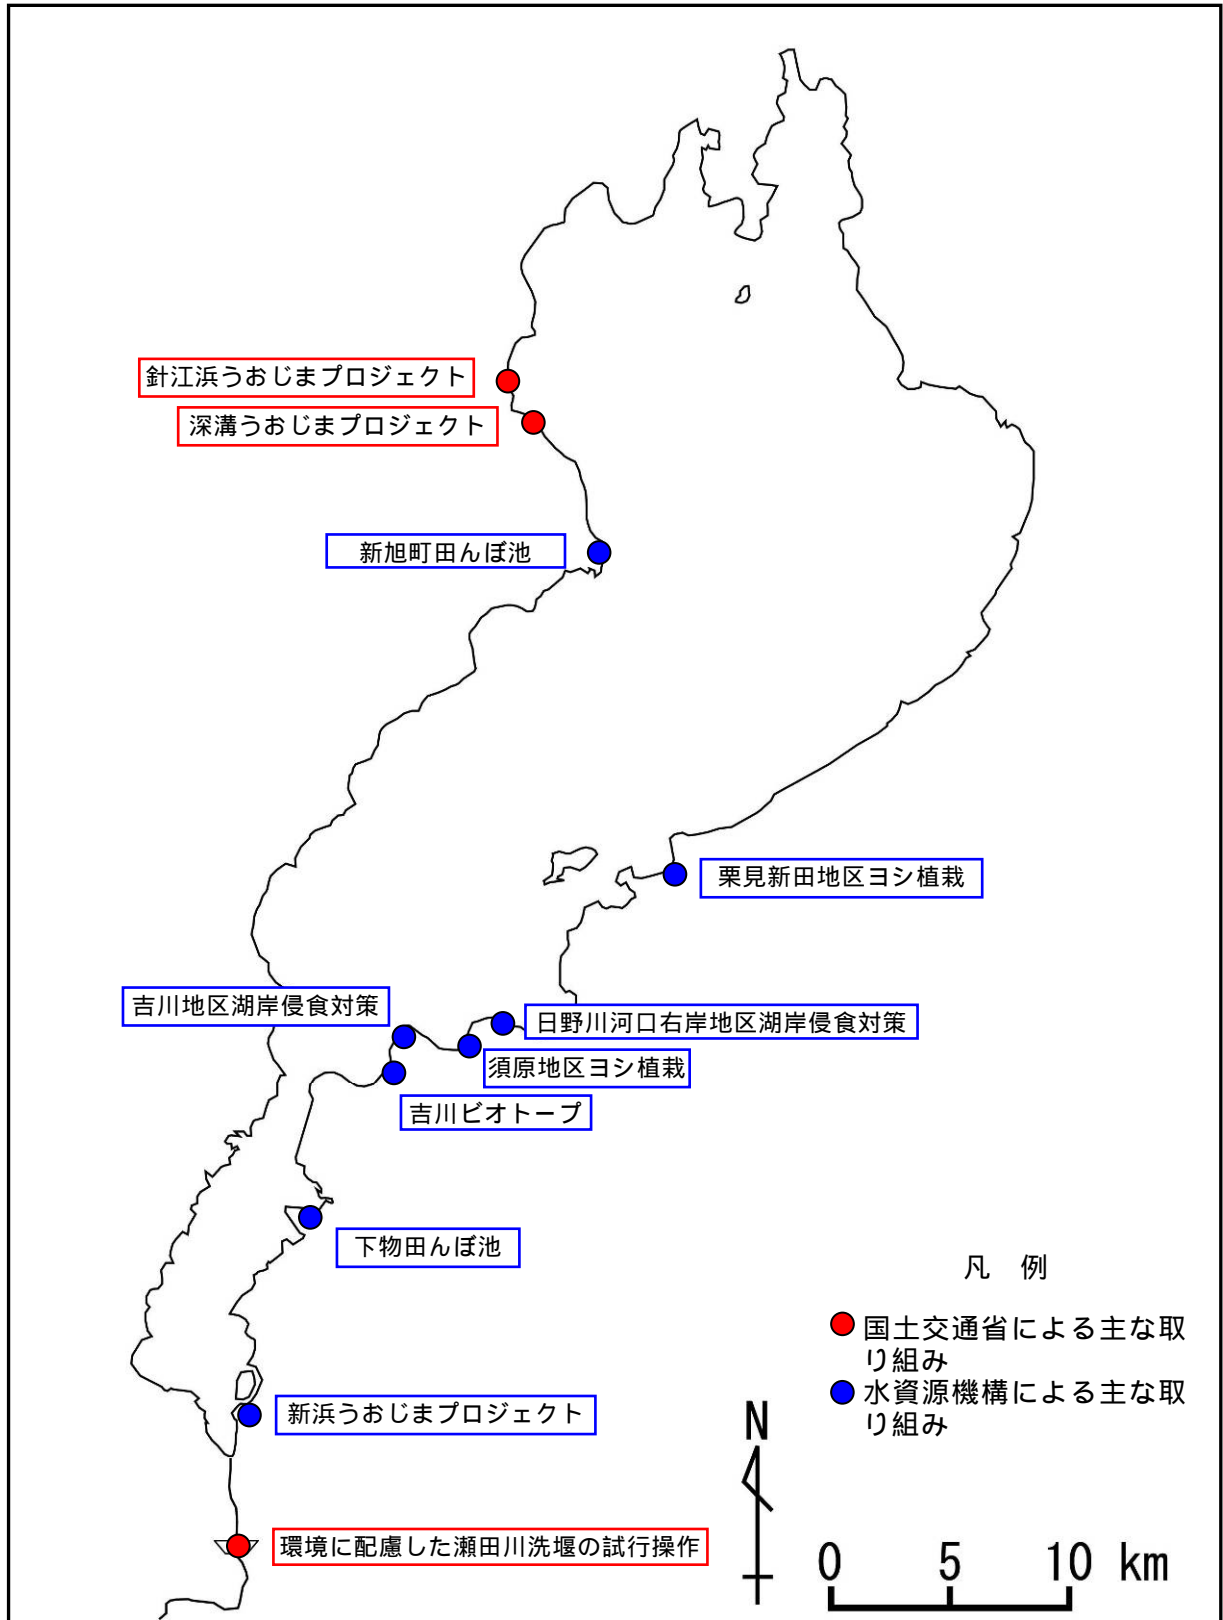 針江浜うおじまプロジェクト
深溝うおじまプロジェクト
新旭町田んぼ池
栗見新田地区ヨシ植栽
吉川地区湖岸侵食対策
日野川河口右岸地区湖岸侵食対策
須原地区ヨシ植栽
吉川ビオトープ
下物田んぼ池
凡 例
国土交通省による主な取
り組み
水資源機構による主な取
り組み
新浜うおじまプロジェクト
N
環境に配慮した瀬田川洗堰の試行操作
0 5 10 km